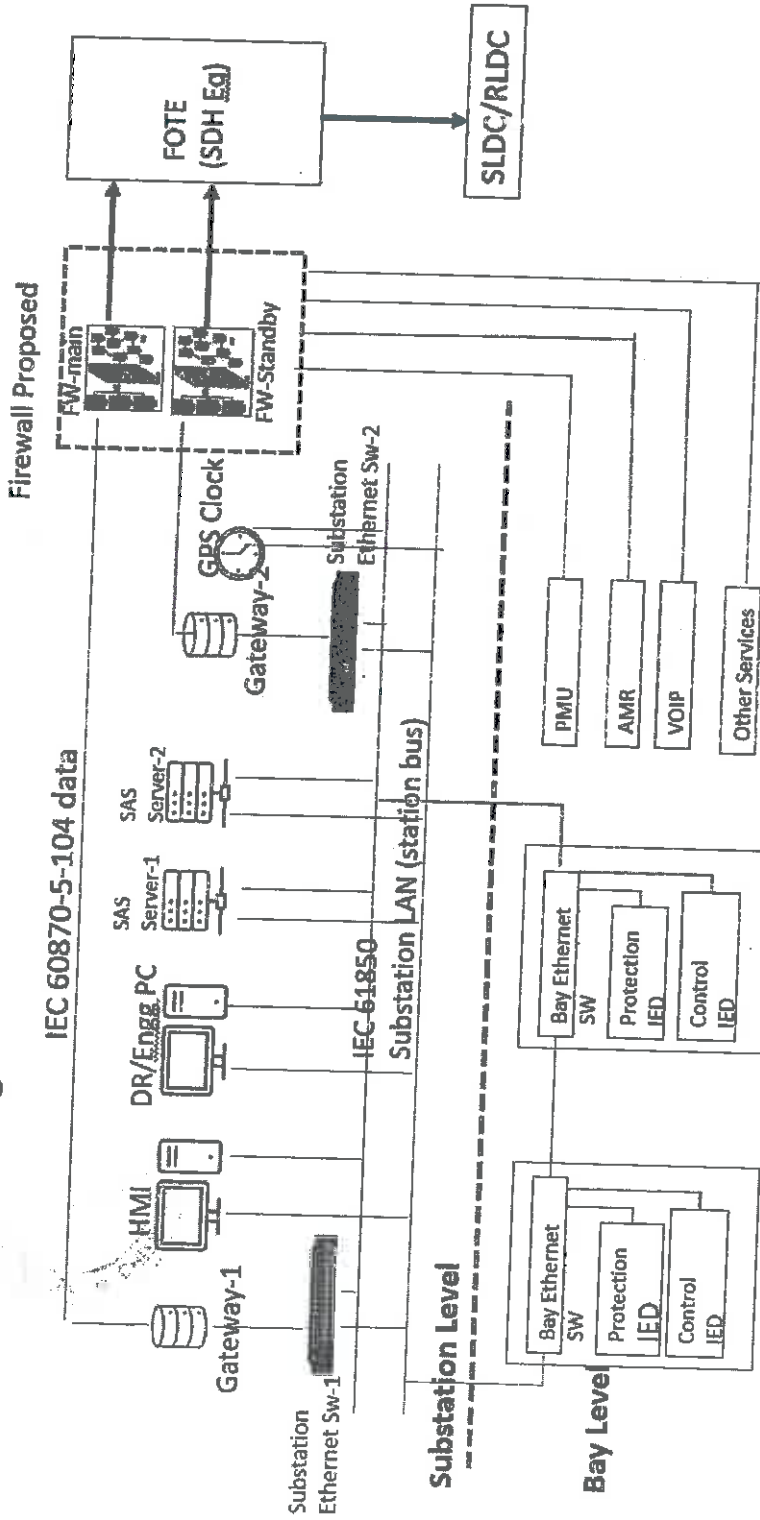 Firewall Proposed
IEC 60870-5-104 data
FW-main
FW-Standby
FOTE
(SDH Eq)
SLDC/RLDC
Gateway-1
HMI
DR/Engg PC
SAS
Server-1
SAS
Server-2
Gateway-2
GPS Clock
Substation
Ethernet Sw-1
Substation
Ethernet Sw-2
IEC 61850
Substation LAN (station bus)
Substation Level
Bay Level
Bay Ethernet
SW
Protection
IED
Control
IED
Bay Ethernet
SW
Protection
IED
Control
IED
PMU
AMR
VOIP
Other Services